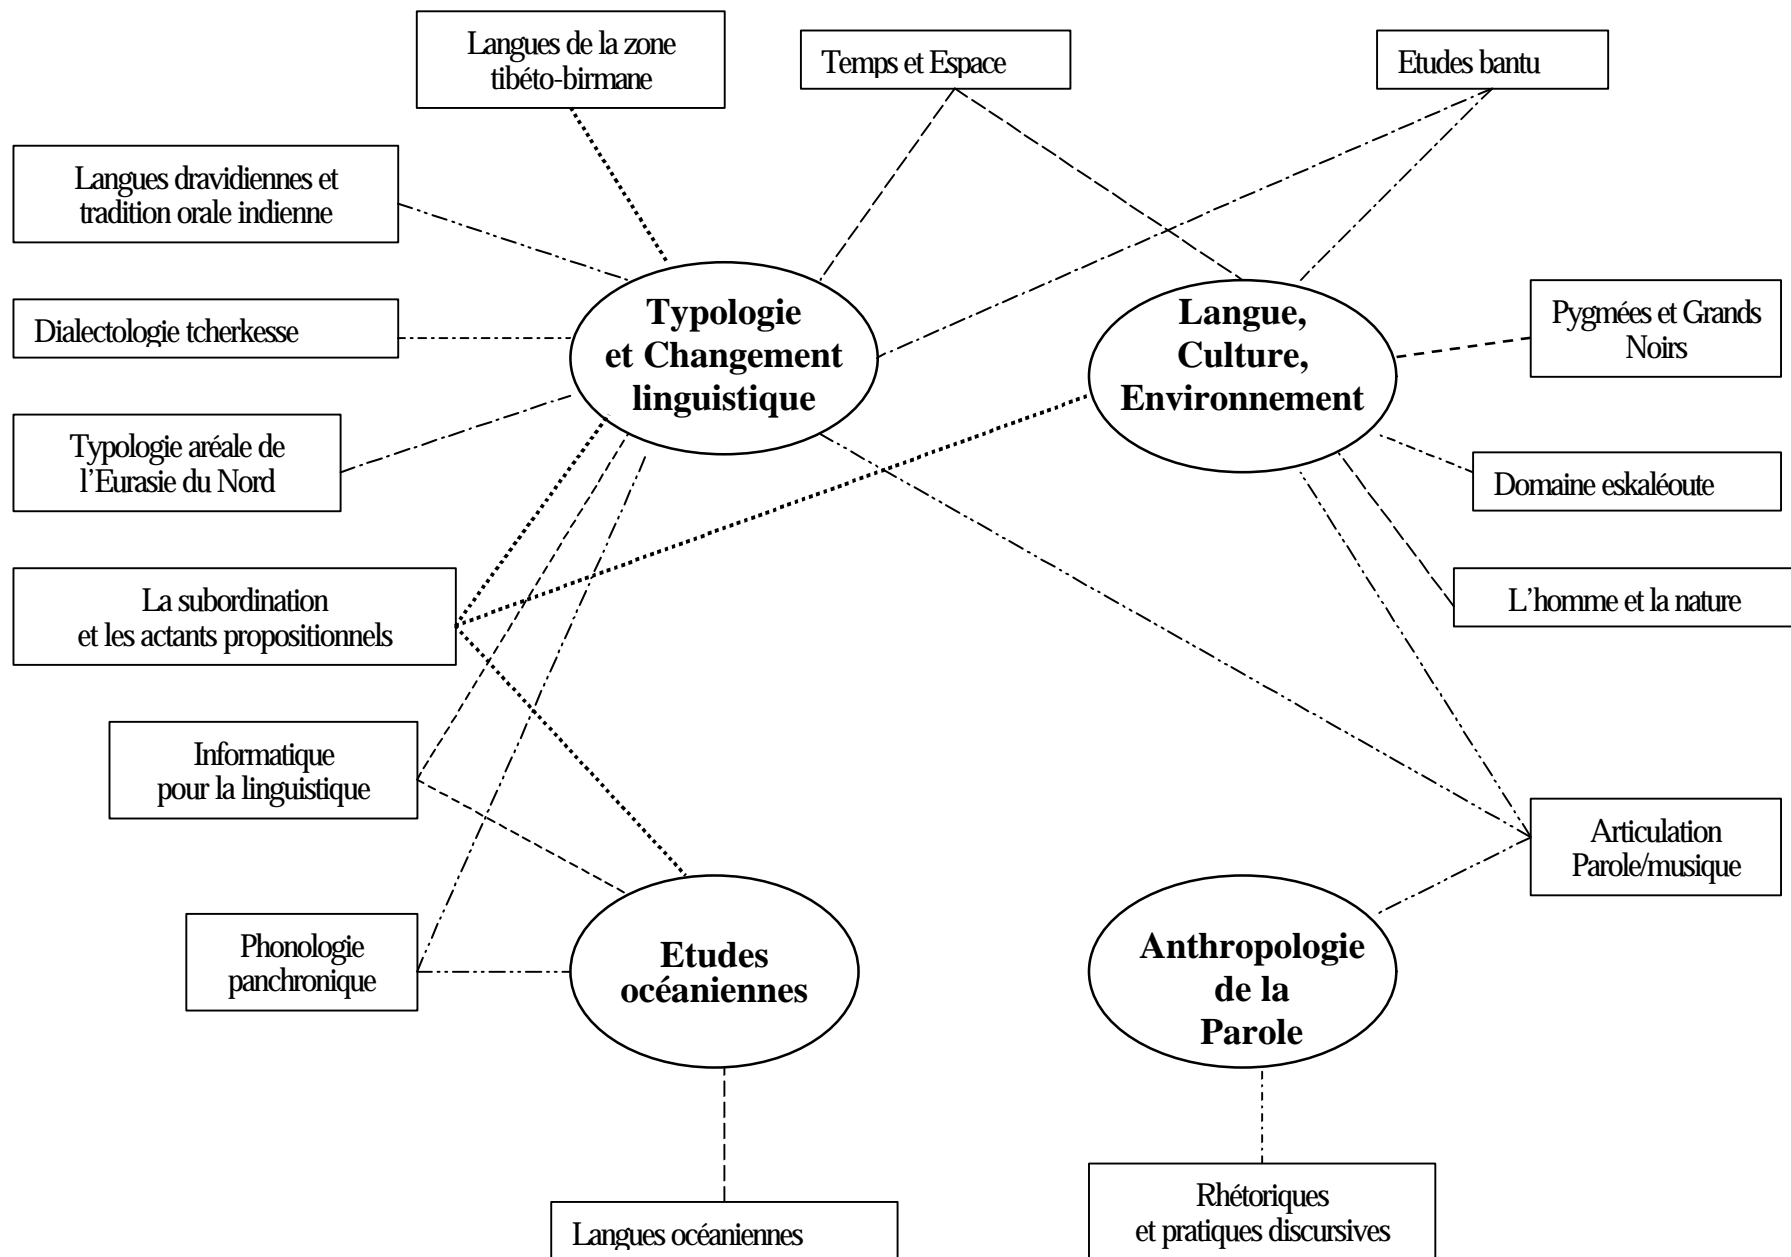 Langues de la zone
tibéto-birmane
Temps et Espace
Etudes bantu
Langues dravidiennes et
tradition orale indienne
Dialectologie tcherkesse
Typologie
et Changement
linguistique
Langue,
Culture,
Environnement
Pygmées et Grands
Noirs
Typologie aréale de
l'Eurasie du Nord
Domaine eskaléoute
La subordination
et les actants propositionnels
L'homme et la nature
Informatique
pour la linguistique
Articulation
Parole/musique
Phonologie
panchronique
Etudes
océaniennes
Anthropologie
de la
Parole
Langues océaniennes
Rhétoriques
et pratiques discursives